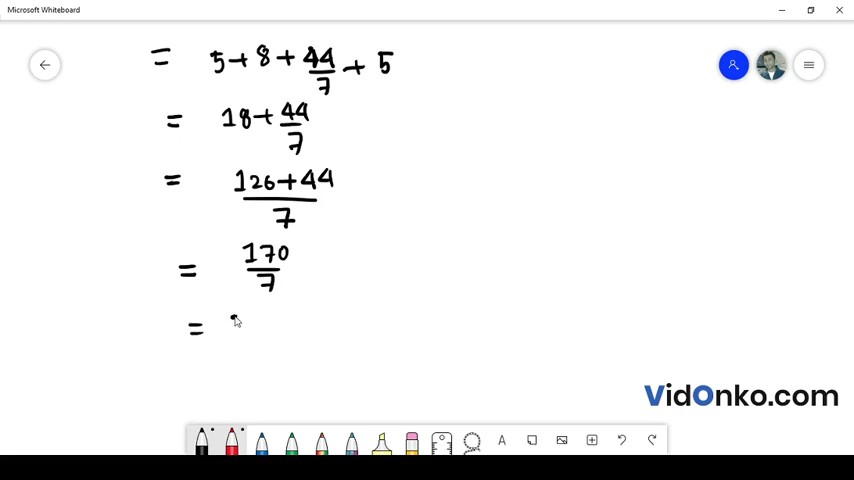 Microsoft Whiteboard
= 5+8+44/7+5
= 18+44/7
= 126+44/7
= 170/7
=
VidOnko.com
A